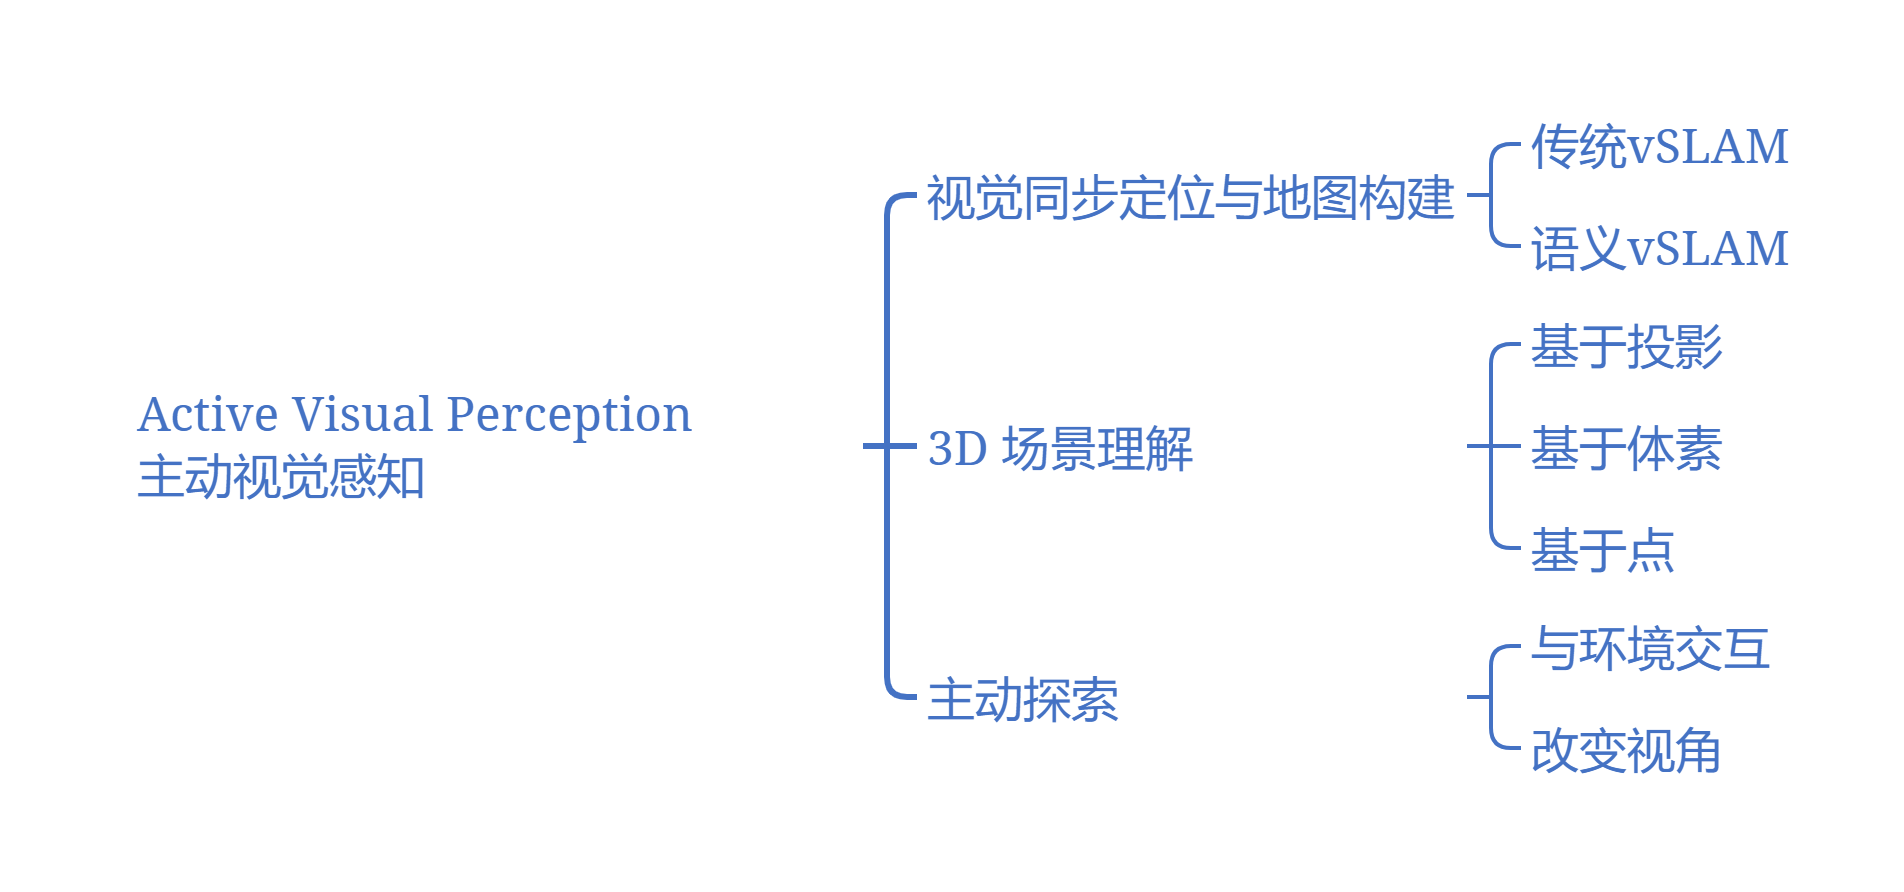 Active Visual Perception
主动视觉感知
视觉同步定位与地图构建
传统vSLAM
语义vSLAM
3D 场景理解
基于投影
基于体素
基于点
主动探索
与环境交互
改变视角